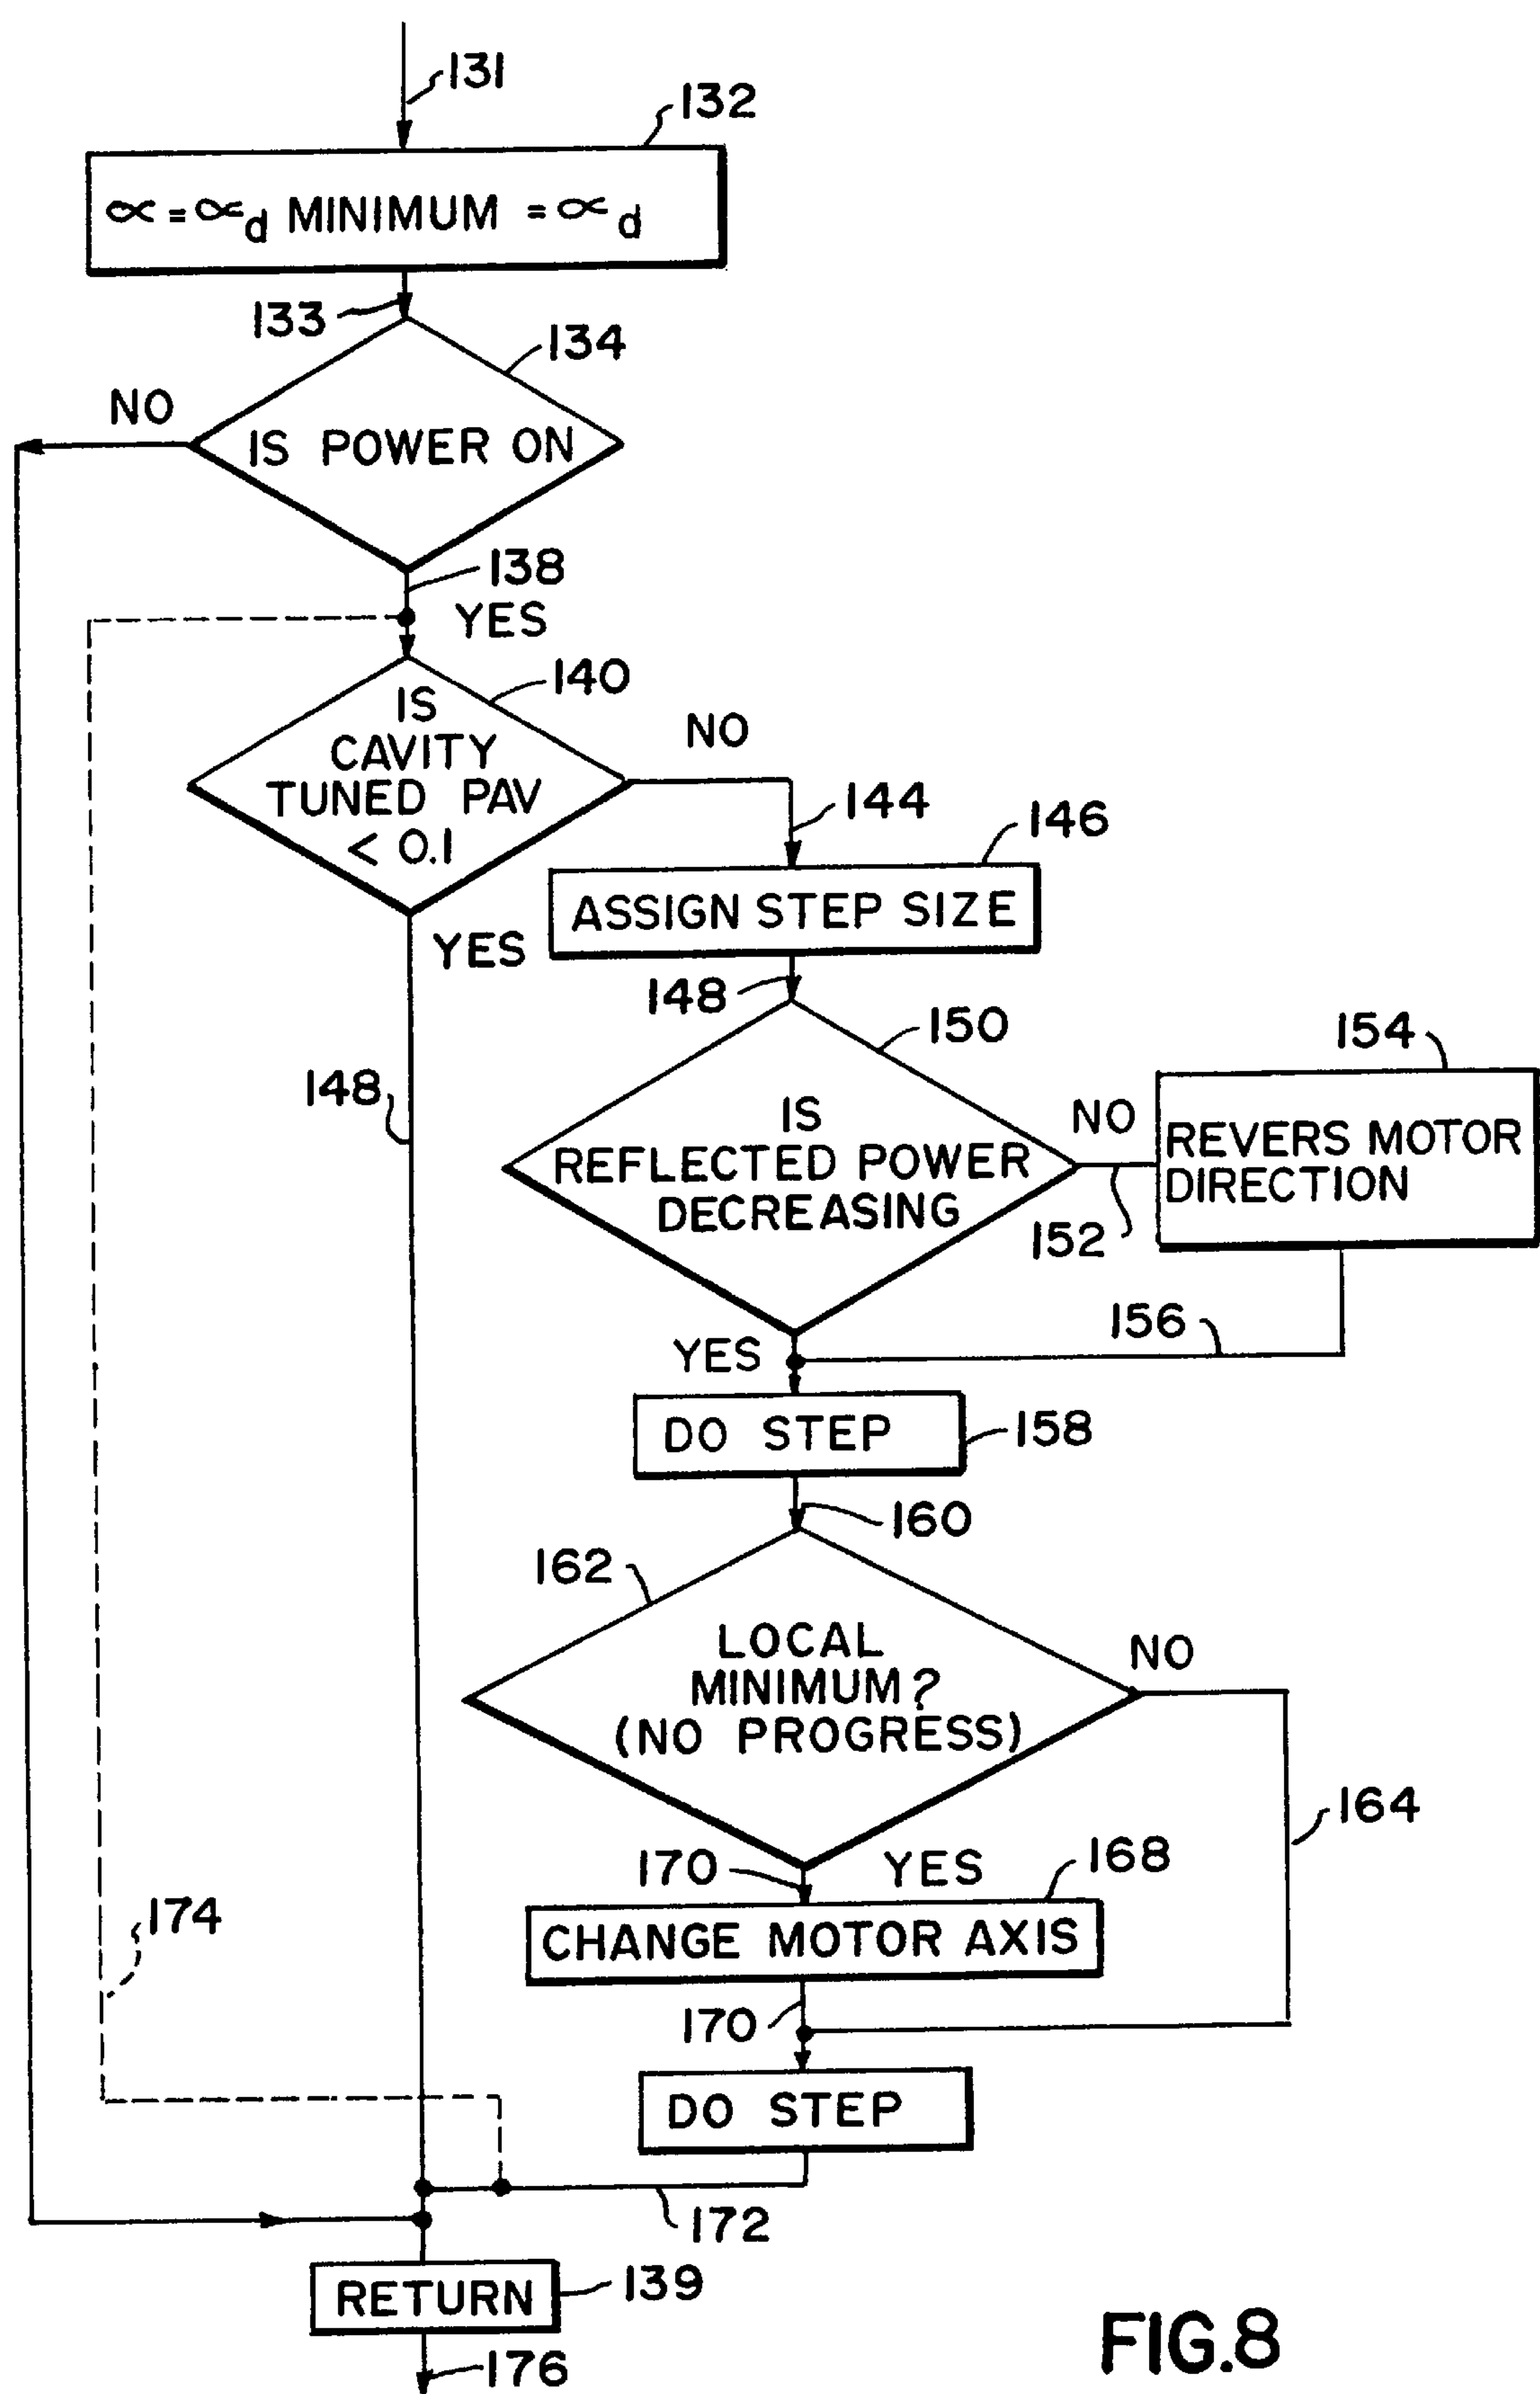 131
132
∝ = ∝d MINIMUM = ∝d
133
134
NO
IS POWER ON
138
YES
140
IS
CAVITY
TUNED PAV
< 0.1
NO
144
146
ASSIGN STEP SIZE
YES
148
148
150
154
IS
REFLECTED POWER
DECREASING
NO
REVERS MOTOR
DIRECTION
152
156
YES
DO STEP
158
160
162
LOCAL
MINIMUM?
(NO PROGRESS)
NO
164
170
YES
168
CHANGE MOTOR AXIS
174
170
DO STEP
172
RETURN
139
176
FIG.8